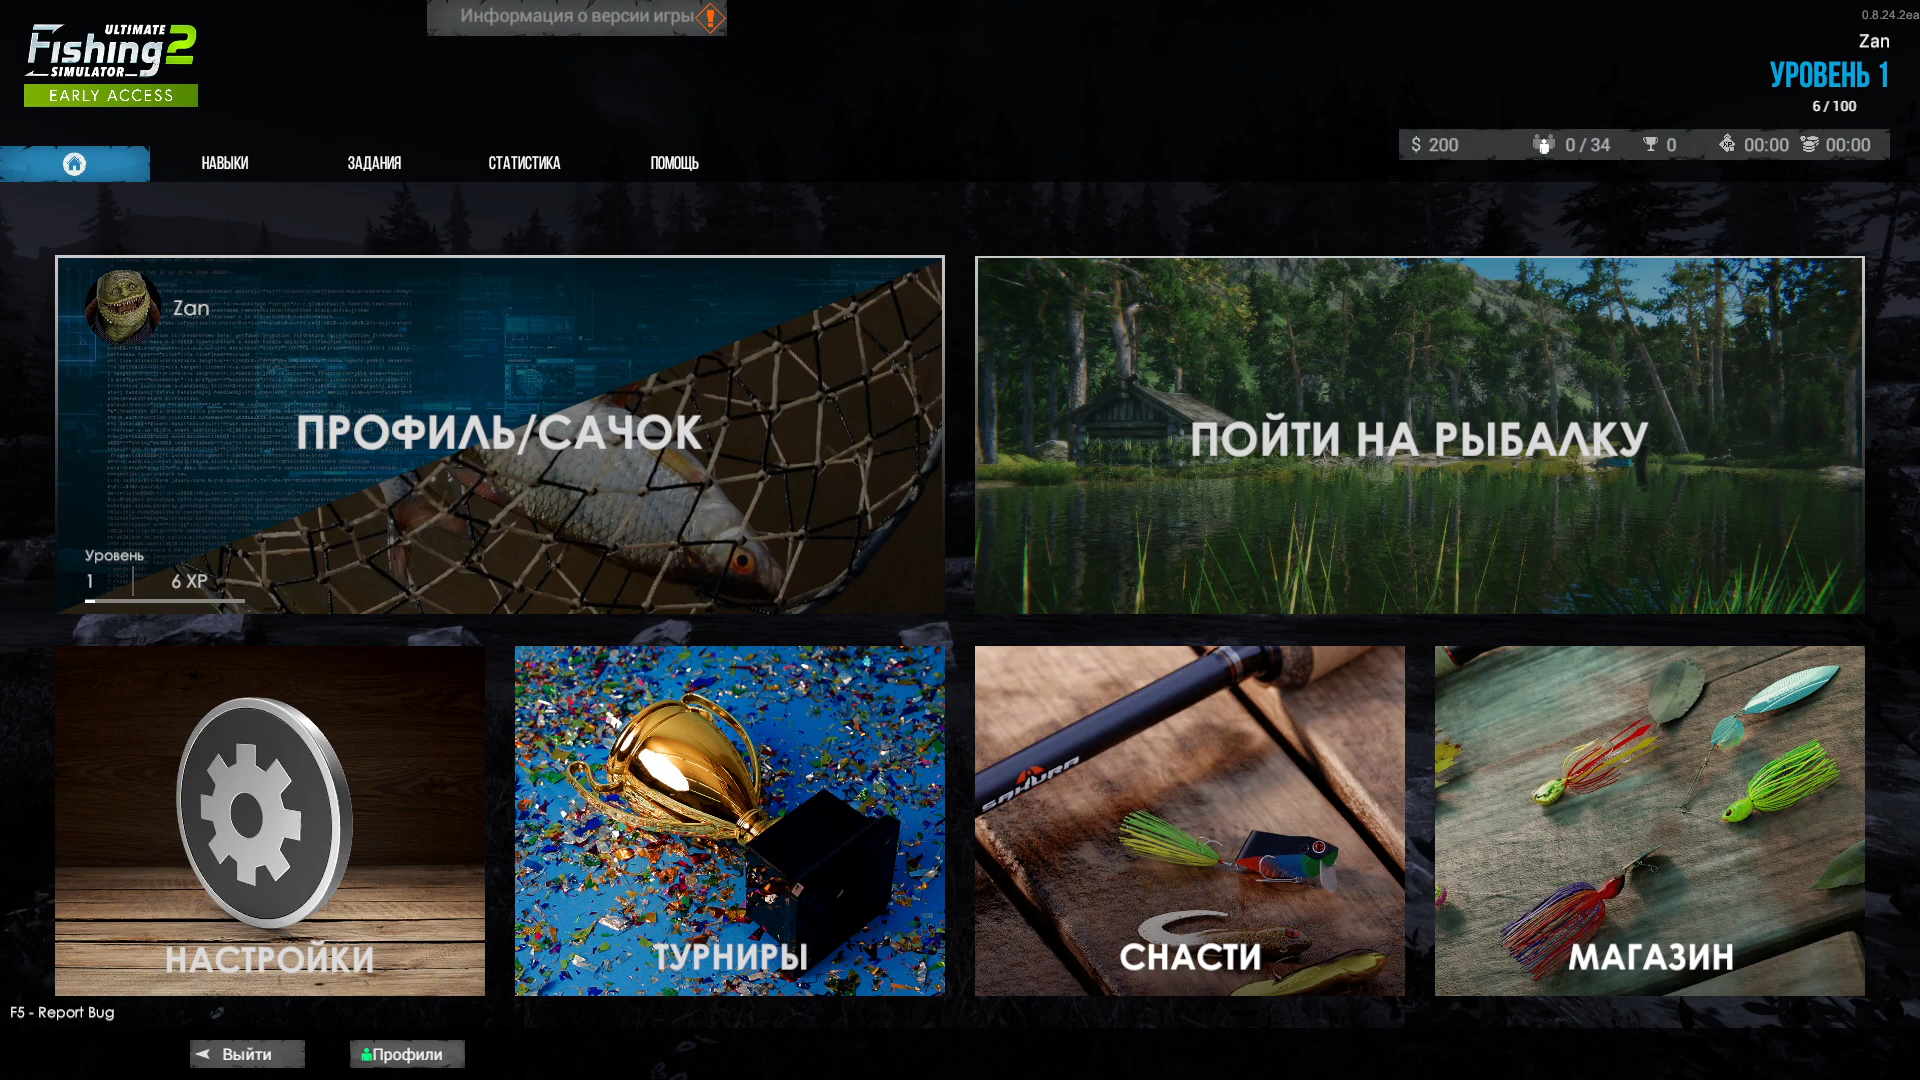 Информация о версии игры
0.8.24.2ea
ULTIMATE
Fishing 2
SIMULATOR
EARLY ACCESS
Zan
УРОВЕНЬ 1
6 / 100
$ 200
0 / 34
0
00:00
00:00
НАВЫКИ
ЗАДАНИЯ
СТАТИСТИКА
ПОМОЩЬ
Zan
ПРОФИЛЬ/САЧОК
Уровень
1
6 XP
ПОЙТИ НА РЫБАЛКУ
SAKURA
НАСТРОЙКИ
ТУРНИРЫ
СНАСТИ
МАГАЗИН
F5 - Report Bug
Выйти
Профили